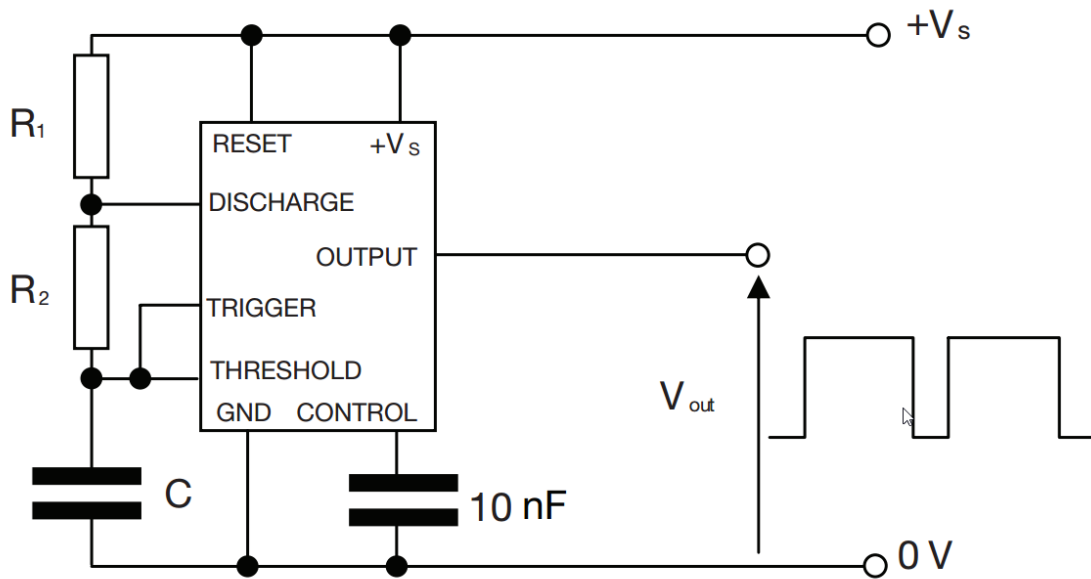 +Vs
R1
RESET
+Vs
DISCHARGE
OUTPUT
R2
TRIGGER
THRESHOLD
GND
CONTROL
Vout
C
10 nF
0 V